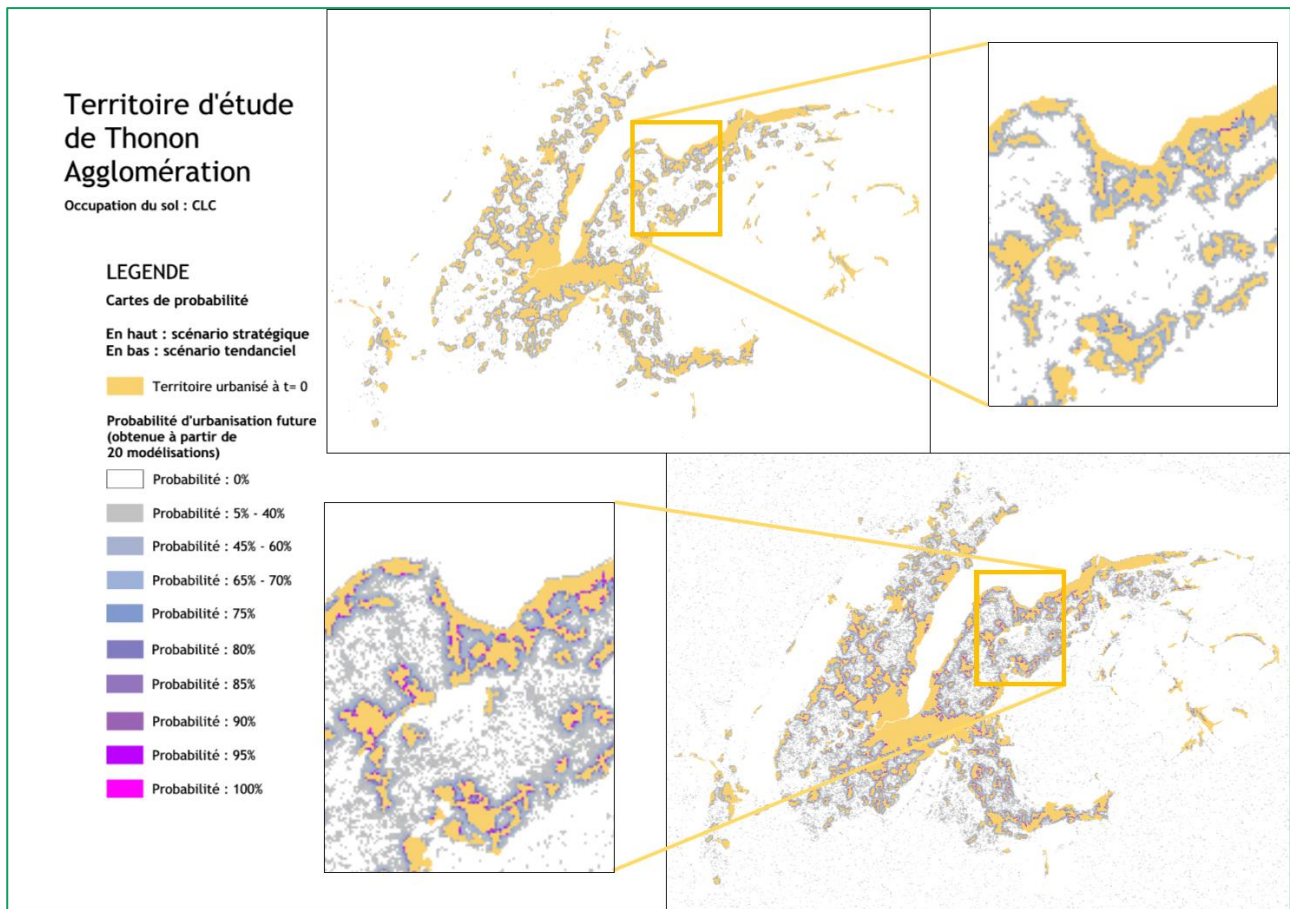 Territoire d'étude
de Thonon
Agglomération
Occupation du sol : CLC
LEGENDE
Cartes de probabilité
En haut : scénario stratégique
En bas : scénario tendanciel
Territoire urbanisé à t= 0
Probabilité d'urbanisation future
(obtenue à partir de
20 modélisations)
Probabilité : 0%
Probabilité : 5% - 40%
Probabilité : 45% - 60%
Probabilité : 65% - 70%
Probabilité : 75%
Probabilité : 80%
Probabilité : 85%
Probabilité : 90%
Probabilité : 95%
Probabilité : 100%